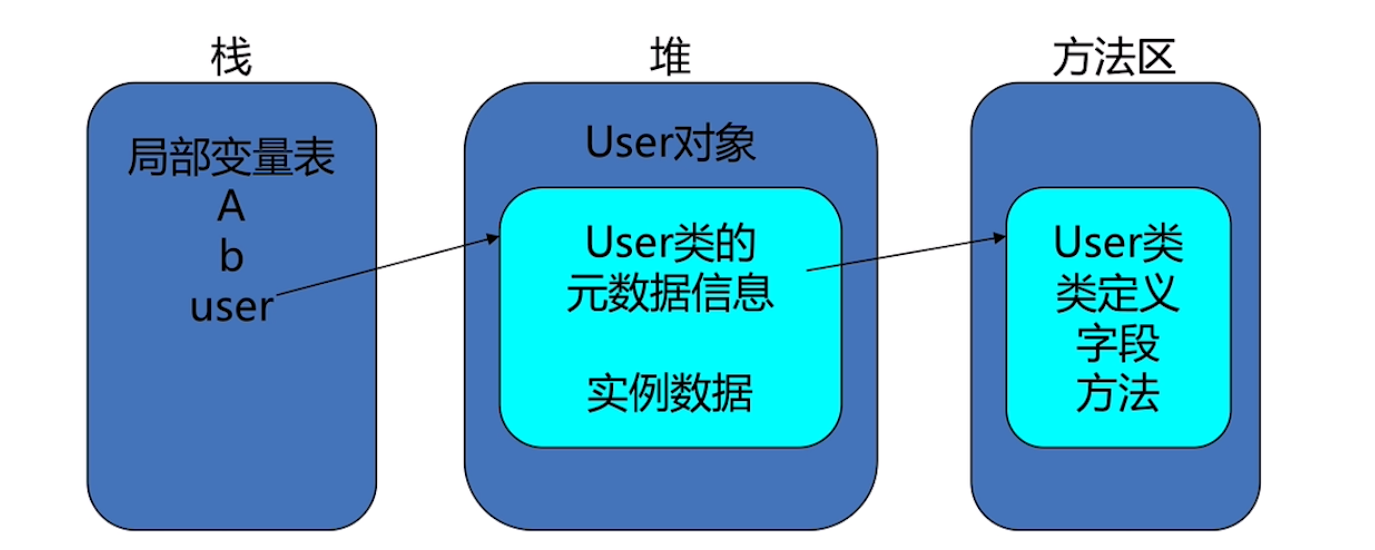 栈
局部变量表
A
b
user
堆
User对象
User类的
元数据信息
实例数据
方法区
User类
类定义
字段
方法